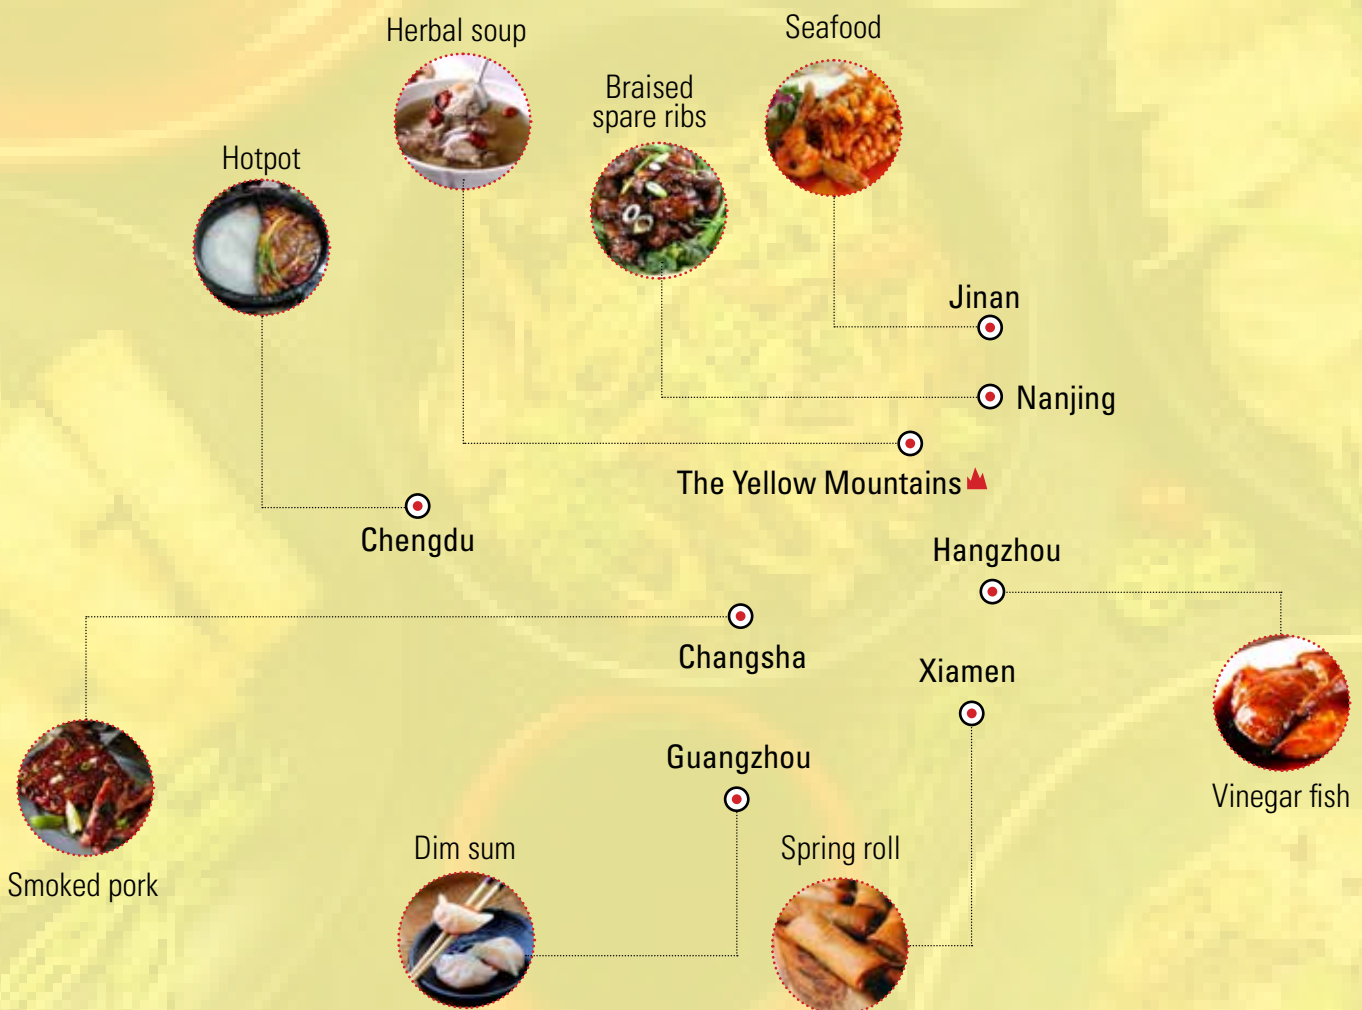 Herbal soup
Seafood
Braised
spare ribs
Hotpot
Jinan
Nanjing
The Yellow Mountains
Chengdu
Hangzhou
Changsha
Xiamen
Guangzhou
Vinegar fish
Dim sum
Spring roll
Smoked pork